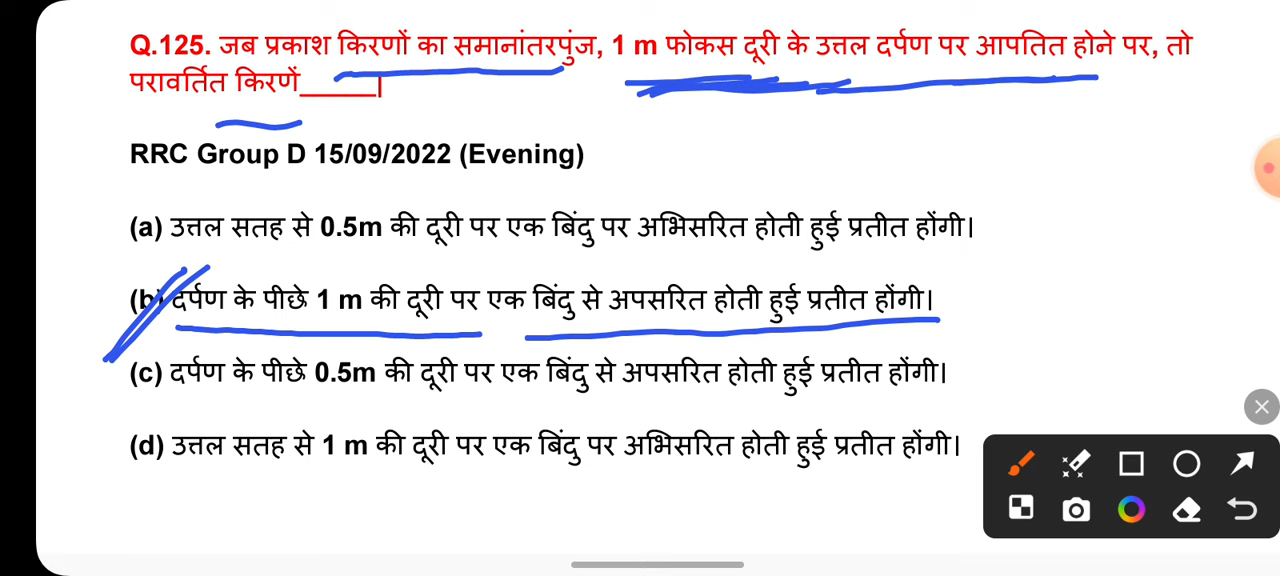 Q.125. जब प्रकाश किरणों का समानांतरपुंज, 1 m फोकस दूरी के उत्तल दर्पण पर आपतित होने पर, तो
परावर्तित किरणें_____|
RRC Group D 15/09/2022 (Evening)
(a) उत्तल सतह से 0.5m की दूरी पर एक बिंदु पर अभिसरित होती हुई प्रतीत होंगी।
(b) दर्पण के पीछे 1 m की दूरी पर एक बिंदु से अपसरित होती हुई प्रतीत होंगी।
(c) दर्पण के पीछे 0.5m की दूरी पर एक बिंदु से अपसरित होती हुई प्रतीत होंगी।
(d) उत्तल सतह से 1 m की दूरी पर एक बिंदु पर अभिसरित होती हुई प्रतीत होंगी।